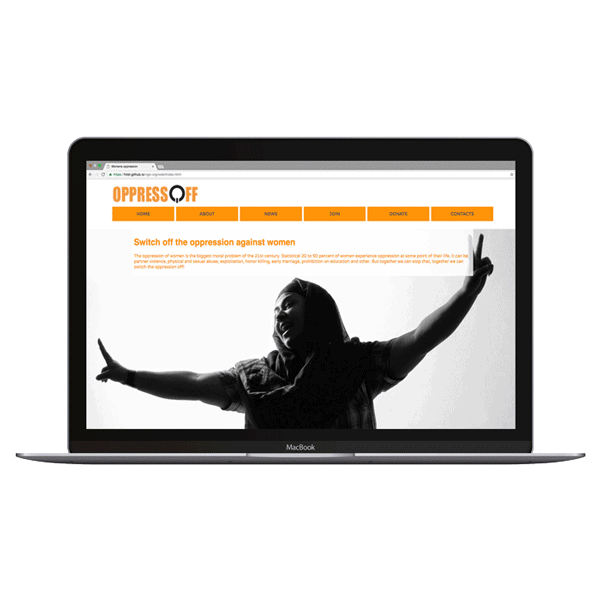 Womens oppression
OPPRESSOFF
HOME ABOUT NEWS JOIN DONATE CONTACTS
Switch off the oppression against women
The oppression of women is the biggest moral problem of the 21st century. Statistical 20 to 50 percent of women experience oppression at some point of their life. It can be
partner violence, physical and sexual abuse, exploitation, honor killing, early marriage, prohibition on education and other. But together we can stop that, together we can
switch the oppression off!
MacBook